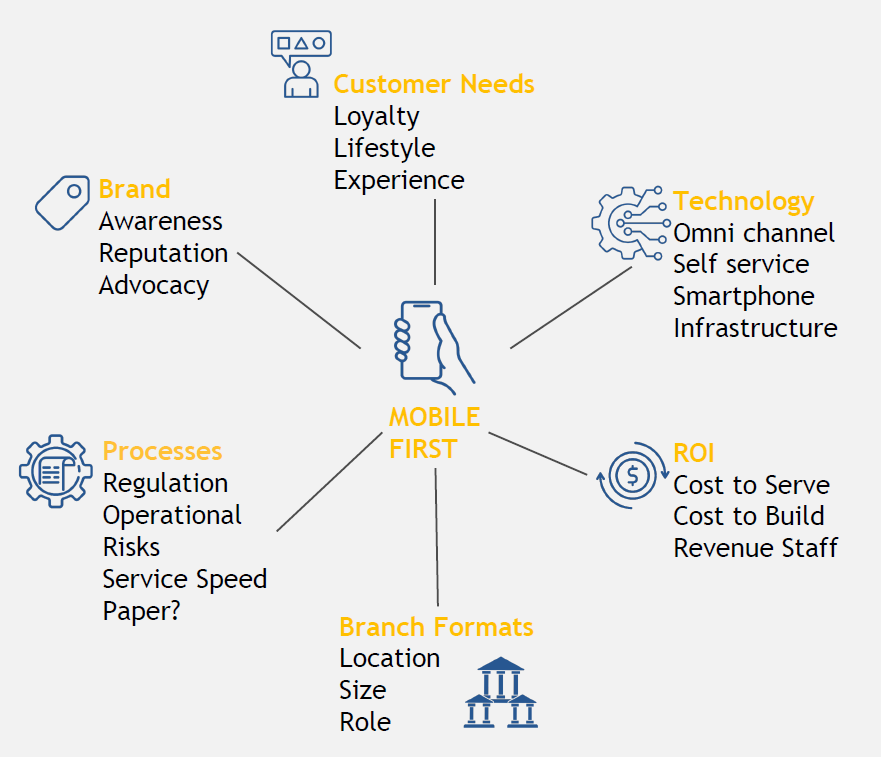 Customer Needs
Loyalty
Lifestyle
Experience
Brand
Awareness
Reputation
Advocacy
Technology
Omni channel
Self service
Smartphone
Infrastructure
MOBILE
FIRST
Processes
Regulation
Operational
Risks
Service Speed
Paper?
ROI
Cost to Serve
Cost to Build
Revenue Staff
Branch Formats
Location
Size
Role